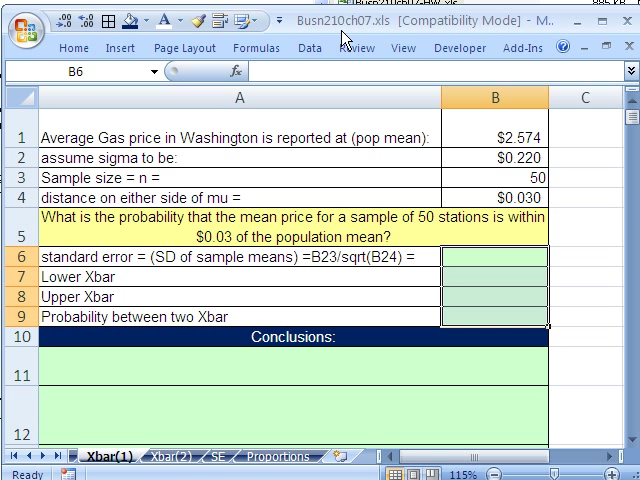 Busn210ch07-HW .xls 885 KB
Busn210ch07.xls [Compatibility Mode] - M..
Home Insert Page Layout Formulas Data Review View Developer Add-Ins
B6 fx
A B C
1 Average Gas price in Washington is reported at (pop mean): $2.574
2 assume sigma to be: $0.220
3 Sample size = n = 50
4 distance on either side of mu = $0.030
What is the probability that the mean price for a sample of 50 stations is within
5 $0.03 of the population mean?
6 standard error = (SD of sample means) =B23/sqrt(B24) =
7 Lower Xbar
8 Upper Xbar
9 Probability between two Xbar
10 Conclusions:
11
12
Xbar(1) Xbar(2) SE Proportions
Ready 115%